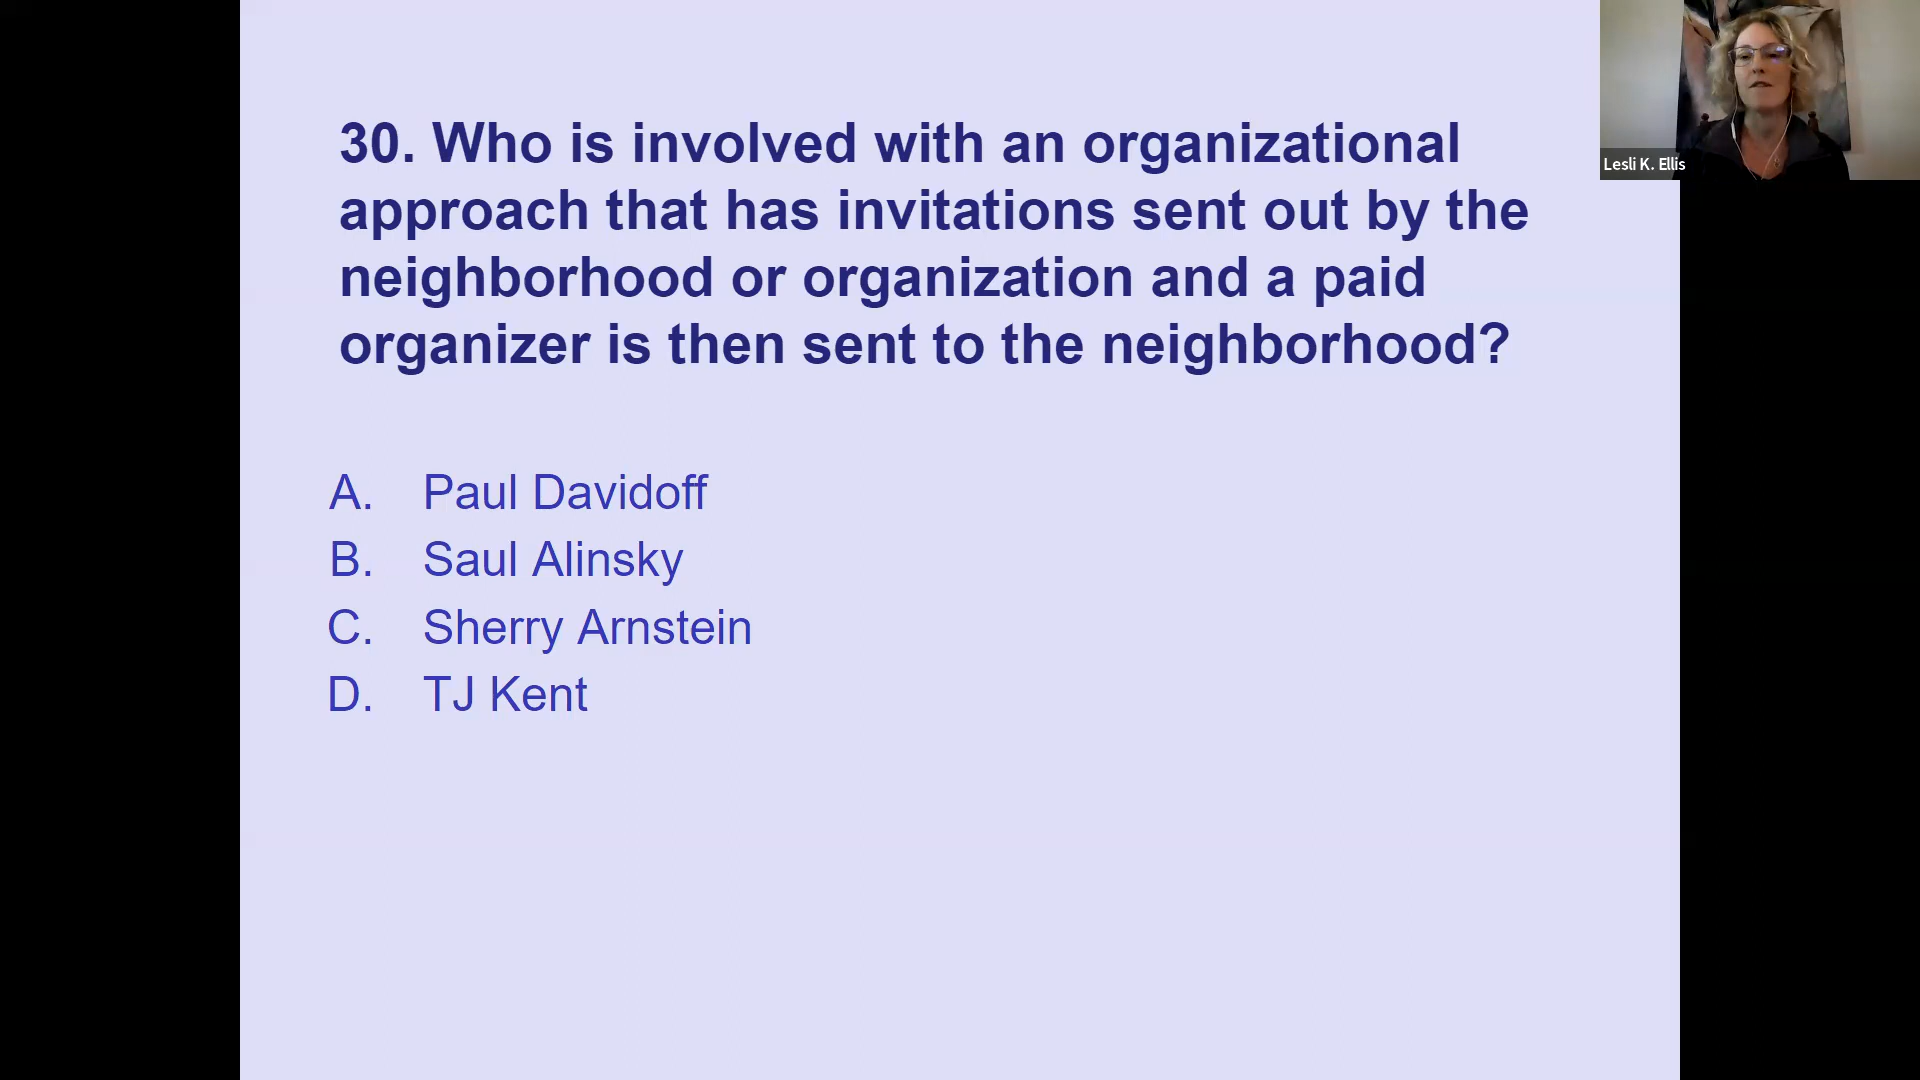 30. Who is involved with an organizational
approach that has invitations sent out by the
neighborhood or organization and a paid
organizer is then sent to the neighborhood?
A. Paul Davidoff
B. Saul Alinsky
C. Sherry Arnstein
D. TJ Kent
Lesli K. Ellis